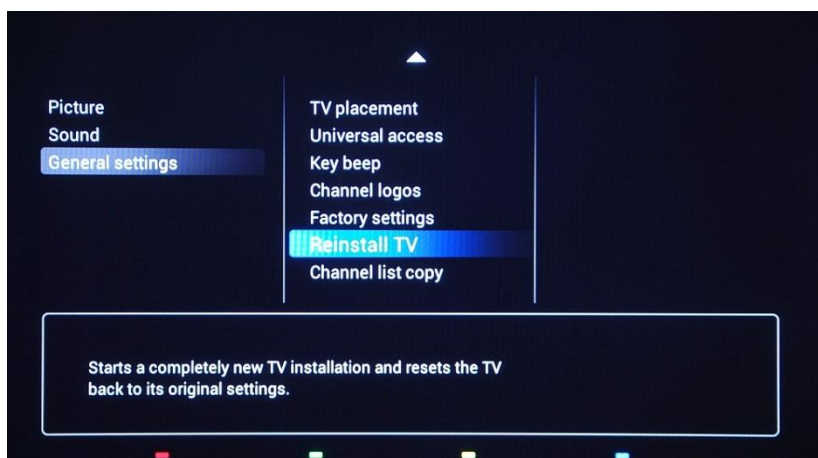 Picture
Sound
General settings
TV placement
Universal access
Key beep
Channel logos
Factory settings
Reinstall TV
Channel list copy
Starts a completely new TV installation and resets the TV
back to its original settings.